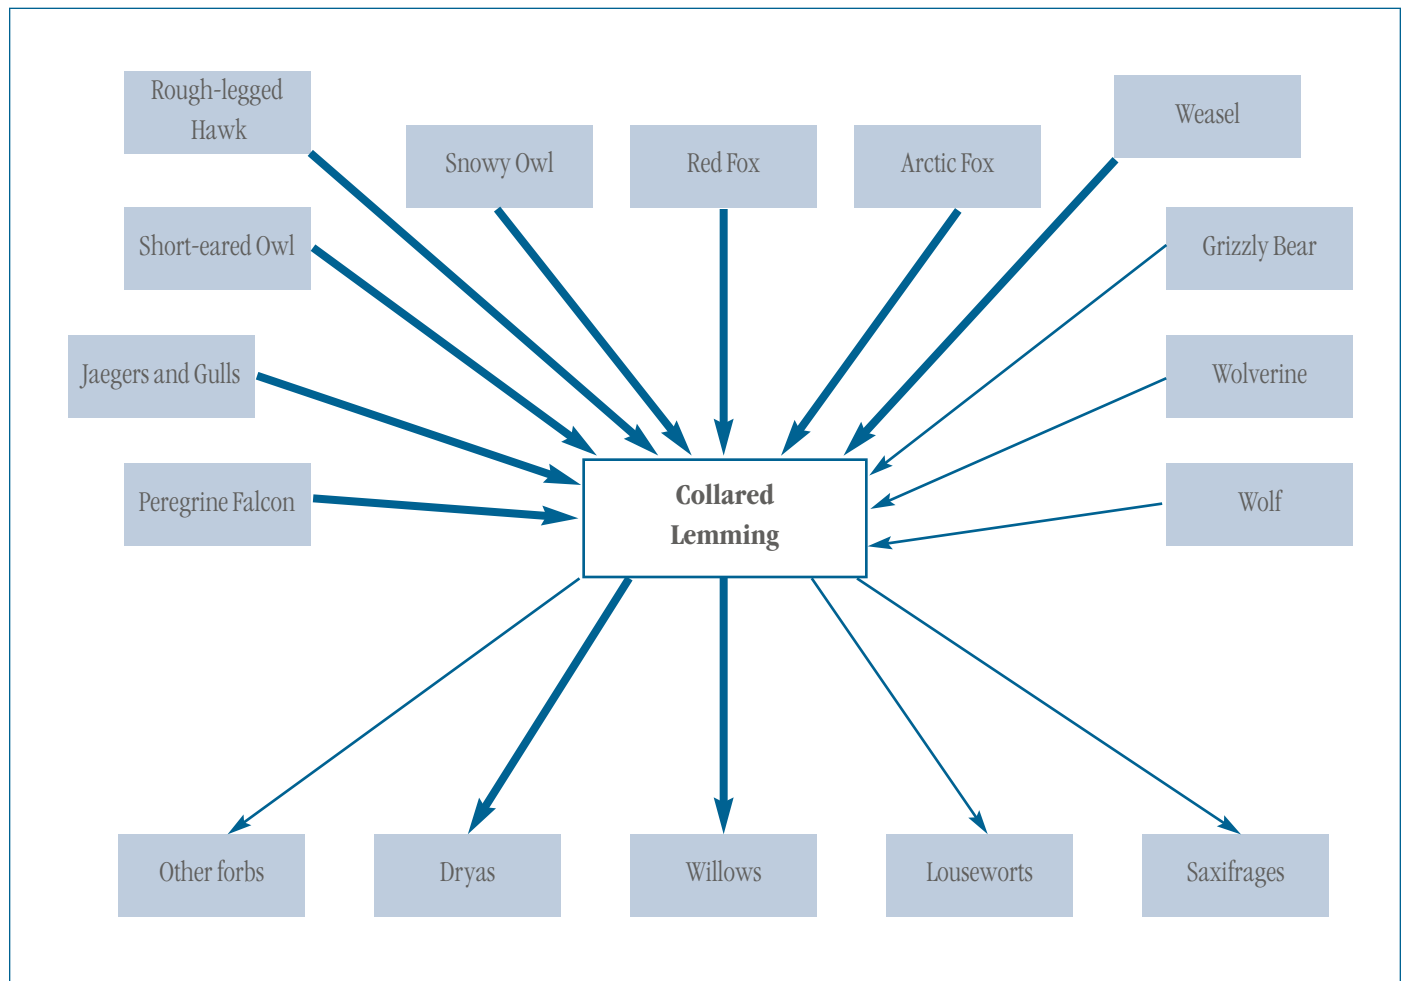 Rough-legged
Hawk
Snowy Owl
Red Fox
Arctic Fox
Weasel
Short-eared Owl
Grizzly Bear
Jaegers and Gulls
Wolverine
Peregrine Falcon
Collared
Lemming
Wolf
Other forbs
Dryas
Willows
Louseworts
Saxifrages